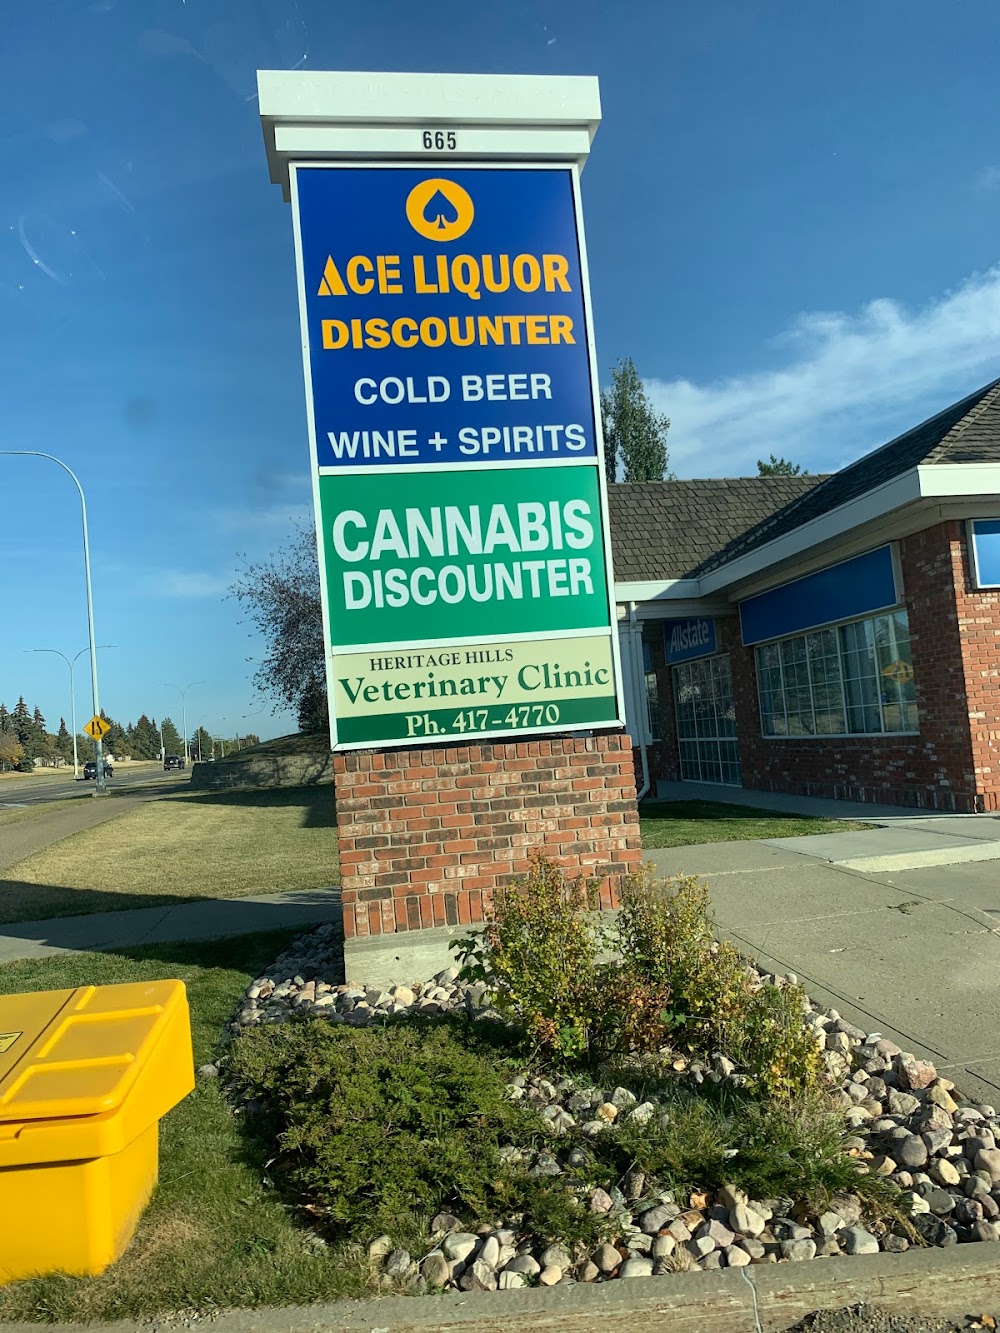 665
ACE LIQUOR
DISCOUNTER
COLD BEER
WINE + SPIRITS
CANNABIS
DISCOUNTER
HERITAGE HILLS
Veterinary Clinic
Ph. 417-4770
Allstate